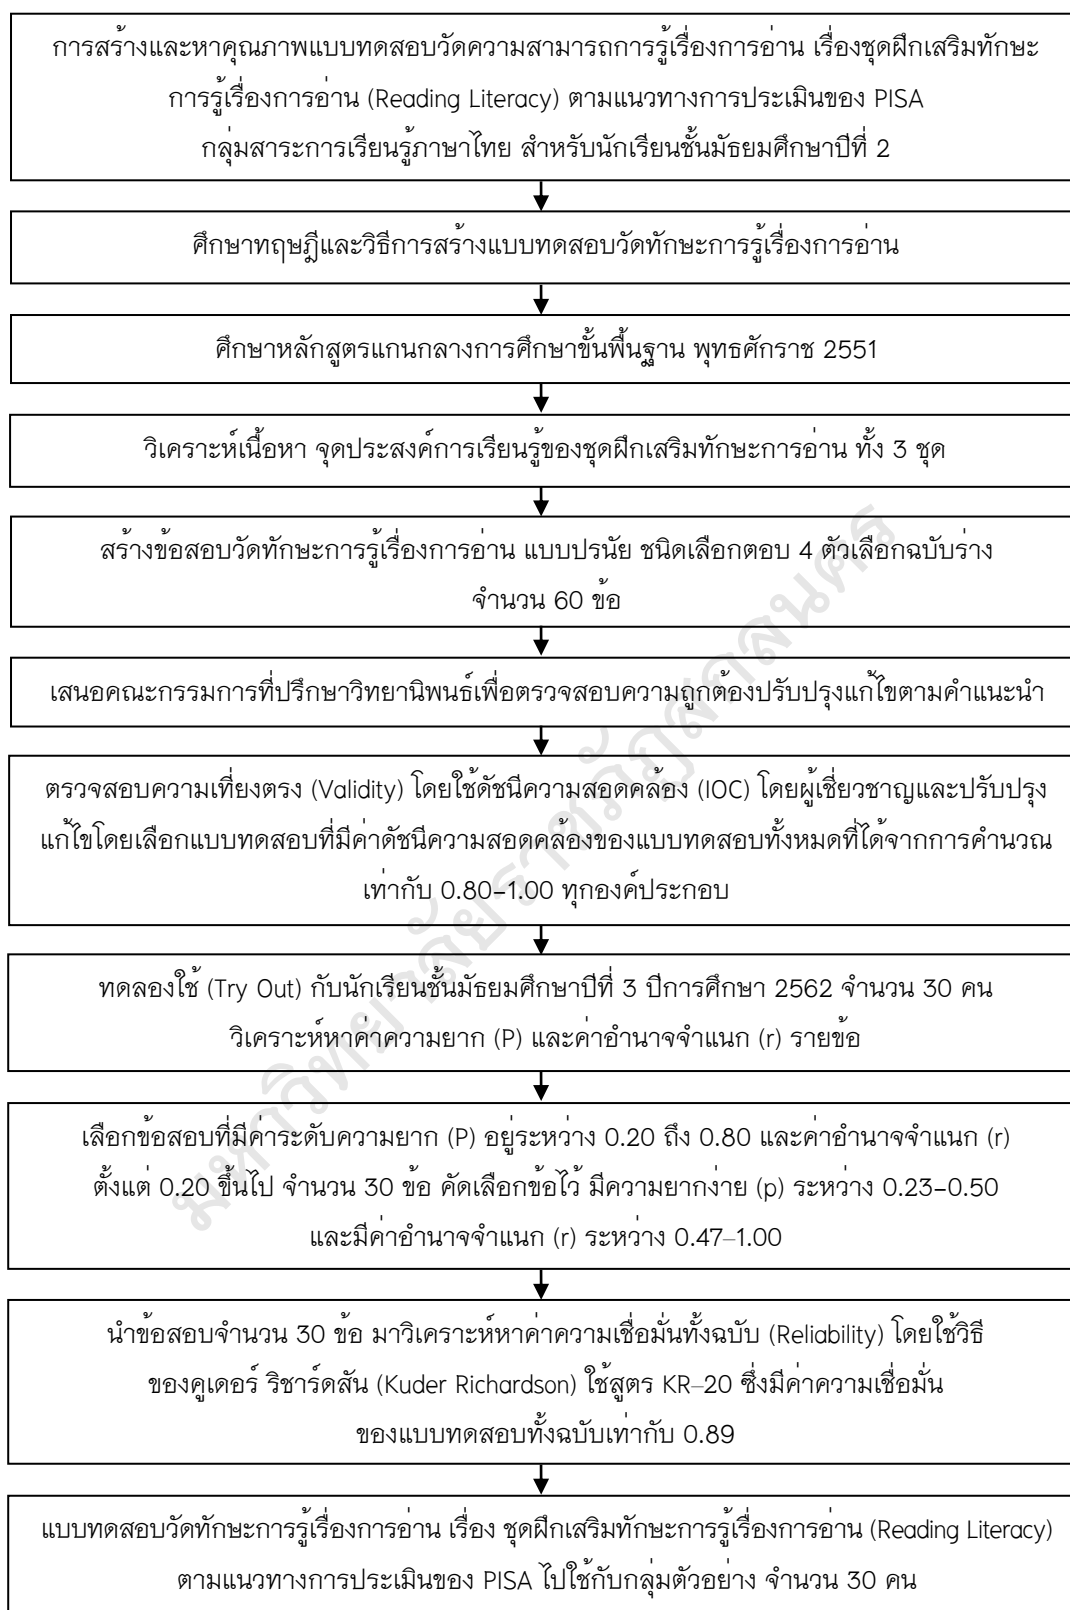 การสร้างและหาคุณภาพแบบทดสอบวัดความสามารถการรู้เรื่องการอ่าน เรื่องชุดฝึกเสริมทักษะ
การรู้เรื่องการอ่าน (Reading Literacy) ตามแนวทางการประเมินของ PISA
กลุ่มสาระการเรียนรู้ภาษาไทย สำหรับนักเรียนชั้นมัธยมศึกษาปีที่ 2
ศึกษาทฤษฎีและวิธีการสร้างแบบทดสอบวัดทักษะการรู้เรื่องการอ่าน
ศึกษาหลักสูตรแกนกลางการศึกษาขั้นพื้นฐาน พุทธศักราช 2551
วิเคราะห์เนื้อหา จุดประสงค์การเรียนรู้ของชุดฝึกเสริมทักษะการอ่าน ทั้ง 3 ชุด
สร้างข้อสอบวัดทักษะการรู้เรื่องการอ่าน แบบปรนัย ชนิดเลือกตอบ 4 ตัวเลือกฉบับร่าง
จำนวน 60 ข้อ
เสนอคณะกรรมการที่ปรึกษาวิทยานิพนธ์เพื่อตรวจสอบความถูกต้องปรับปรุงแก้ไขตามคำแนะนำ
ตรวจสอบความเที่ยงตรง (Validity) โดยใช้ดัชนีความสอดคล้อง (IOC) โดยผู้เชี่ยวชาญและปรับปรุง
แก้ไขโดยเลือกแบบทดสอบที่มีค่าดัชนีความสอดคล้องของแบบทดสอบทั้งหมดที่ได้จากการคำนวณ
เท่ากับ 0.80–1.00 ทุกองค์ประกอบ
ทดลองใช้ (Try Out) กับนักเรียนชั้นมัธยมศึกษาปีที่ 3 ปีการศึกษา 2562 จำนวน 30 คน
วิเคราะห์หาค่าความยาก (P) และค่าอำนาจจำแนก (r) รายข้อ
เลือกข้อสอบที่มีค่าระดับความยาก (P) อยู่ระหว่าง 0.20 ถึง 0.80 และค่าอำนาจจำแนก (r)
ตั้งแต่ 0.20 ขึ้นไป จำนวน 30 ข้อ คัดเลือกข้อไว้ มีความยากง่าย (p) ระหว่าง 0.23–0.50
และมีค่าอำนาจจำแนก (r) ระหว่าง 0.47–1.00
นำข้อสอบจำนวน 30 ข้อ มาวิเคราะห์หาค่าความเชื่อมั่นทั้งฉบับ (Reliability) โดยใช้วิธี
ของคูเดอร์ ริชาร์ดสัน (Kuder Richardson) ใช้สูตร KR–20 ซึ่งมีค่าความเชื่อมั่น
ของแบบทดสอบทั้งฉบับเท่ากับ 0.89
แบบทดสอบวัดทักษะการรู้เรื่องการอ่าน เรื่อง ชุดฝึกเสริมทักษะการรู้เรื่องการอ่าน (Reading Literacy)
ตามแนวทางการประเมินของ PISA ไปใช้กับกลุ่มตัวอย่าง จำนวน 30 คน
มหาวิทยาลัยราชภัฏสกลนคร